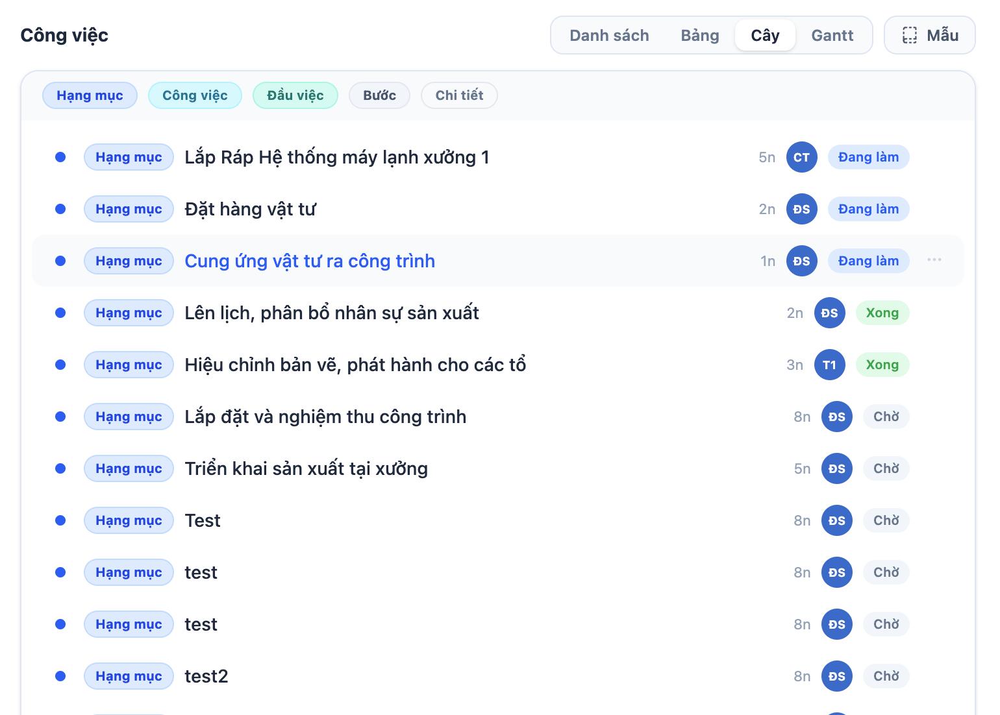 Công việc
Danh sách Bảng Cây Gantt Mẫu
Hạng mục Công việc Đầu việc Bước Chi tiết
Hạng mục Lắp Ráp Hệ thống máy lạnh xưởng 1 5n CT Đang làm
Hạng mục Đặt hàng vật tư 2n ĐS Đang làm
Hạng mục Cung ứng vật tư ra công trình 1n ĐS Đang làm ...
Hạng mục Lên lịch, phân bổ nhân sự sản xuất 2n ĐS Xong
Hạng mục Hiệu chỉnh bản vẽ, phát hành cho các tổ 3n T1 Xong
Hạng mục Lắp đặt và nghiệm thu công trình 8n ĐS Chờ
Hạng mục Triển khai sản xuất tại xưởng 5n ĐS Chờ
Hạng mục Test 8n ĐS Chờ
Hạng mục test 8n ĐS Chờ
Hạng mục test 8n ĐS Chờ
Hạng mục test2 8n ĐS Chờ